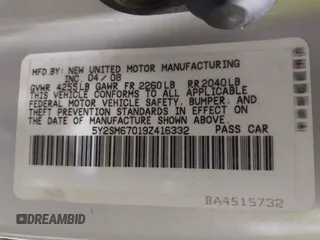 MFD.BY: NEW UNITED MOTOR MANUFACTURING
INC. 04/08
GVWR 4255LB GAWR FR 2260LB RR 2040LB
THIS VEHICLE CONFORMS TO ALL APPLICABLE
FEDERAL MOTOR VEHICLE SAFETY, BUMPER, AND
THEFT PREVENTION STANDARDS IN EFFECT ON
THE DATE OF MANUFACTURE SHOWN ABOVE.
5Y2SM67019Z416332 PASS CAR
BA4515732
DREAMBID